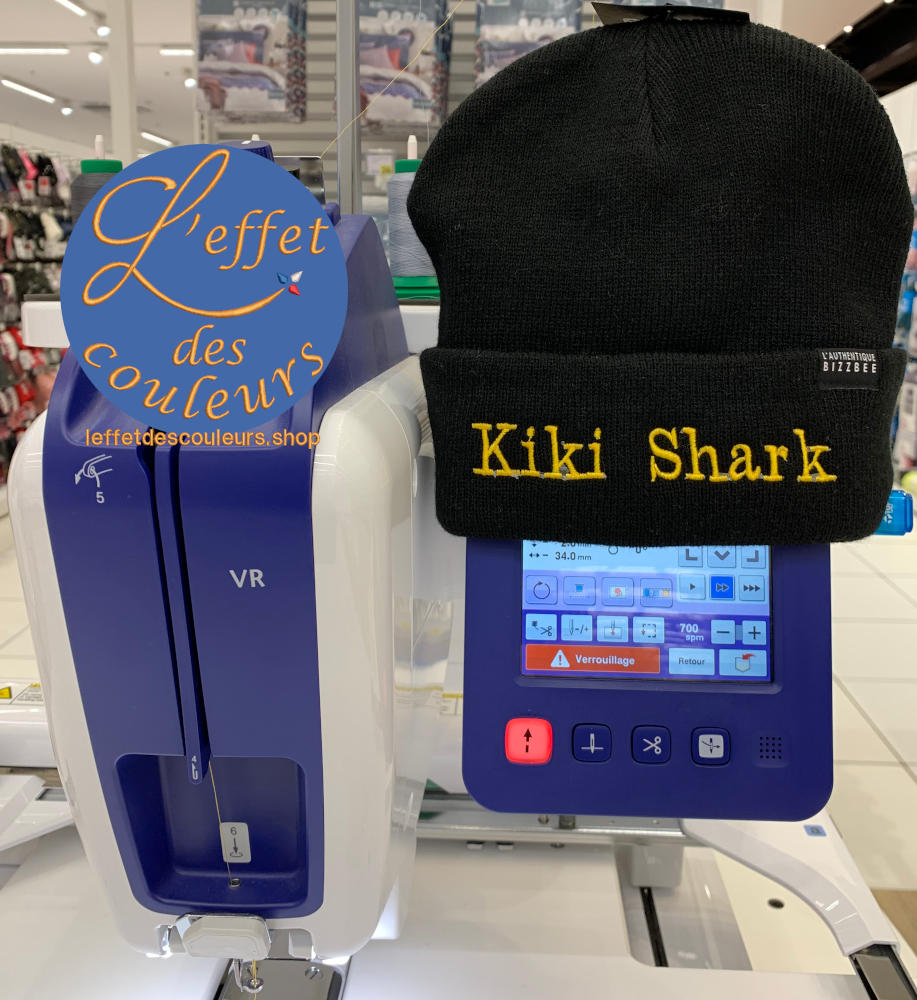 L'effet
des
couleurs
leffetdescouleurs.shop
L'AUTHENTIQUE
BIZZBEE
Kiki Shark
5
VR
34.0 mm
700
spm
Verrouillage
Retour
4
6